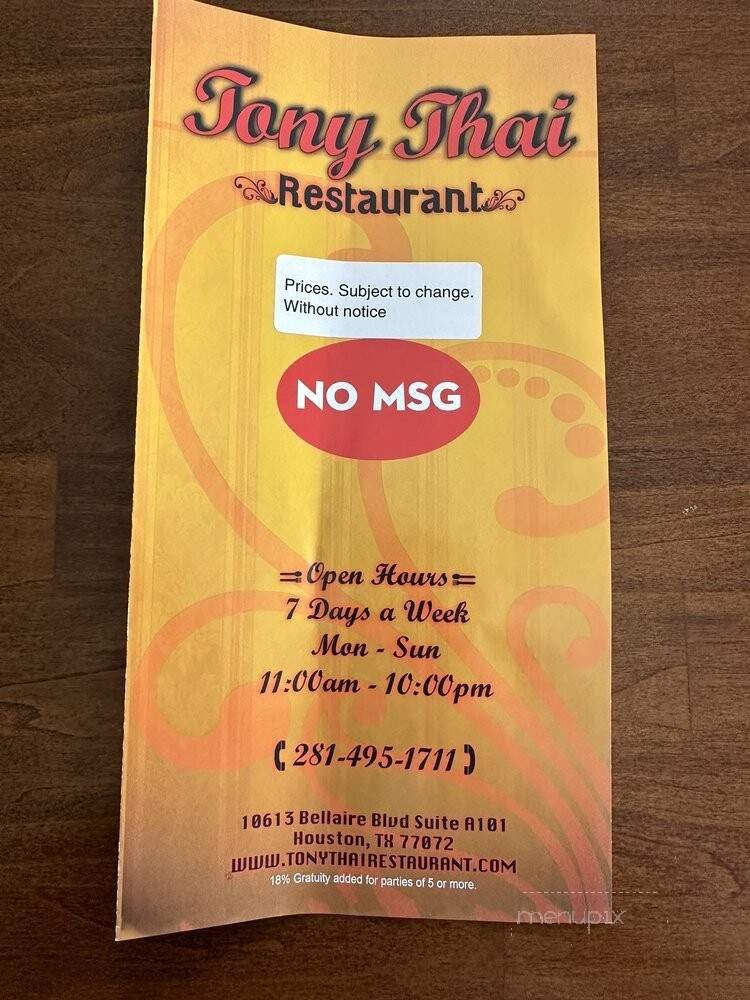 Tony Thai
Restaurant
Prices. Subject to change.
Without notice
NO MSG
Open Hours
7 Days a Week
Mon - Sun
11:00am - 10:00pm
281-495-1711
10613 Bellaire Blvd Suite A101
Houston, TX 77072
WWW.TONYTHAIRESTAURANT.COM
18% Gratuity added for parties of 5 or more.
menupix